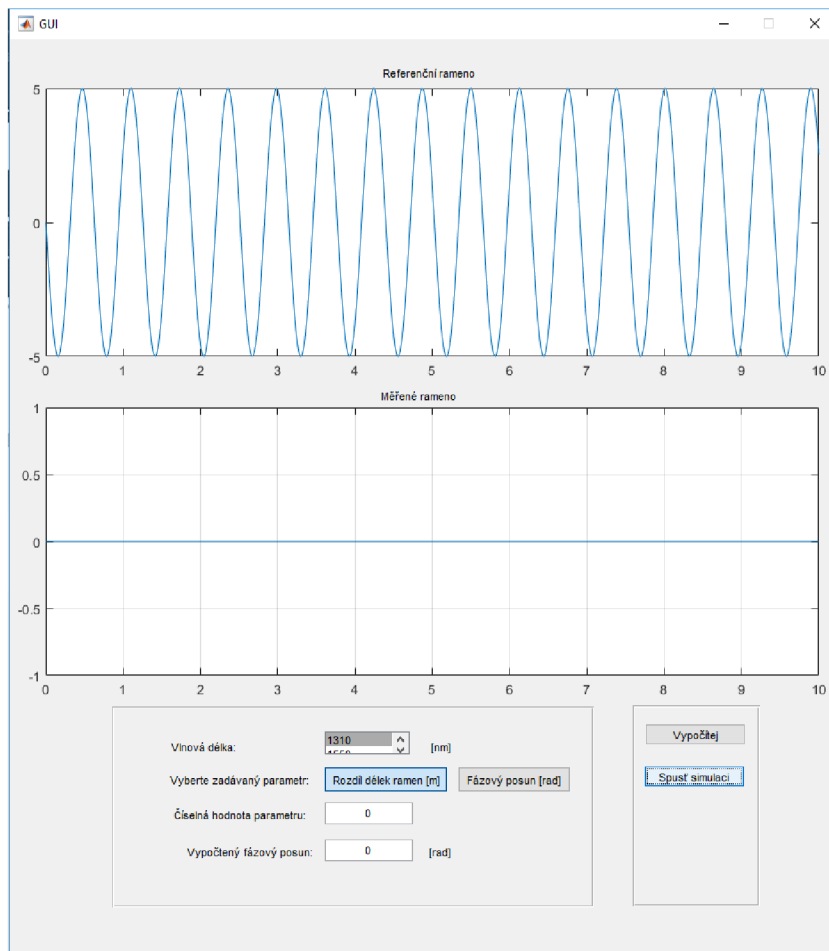 GUI
Referenční rameno
5
0
-5
0 1 2 3 4 5 6 7 8 9 10
Měřené rameno
1
0.5
0
-0.5
-1
0 1 2 3 4 5 6 7 8 9 10
Vlnová délka: 1310 [nm]
Vyberte zadávaný parametr: Rozdíl délek ramen [m] Fázový posun [rad]
Číselná hodnota parametru: 0
Vypočtený fázový posun: 0 [rad]
Vypočítej
Spusť simulaci